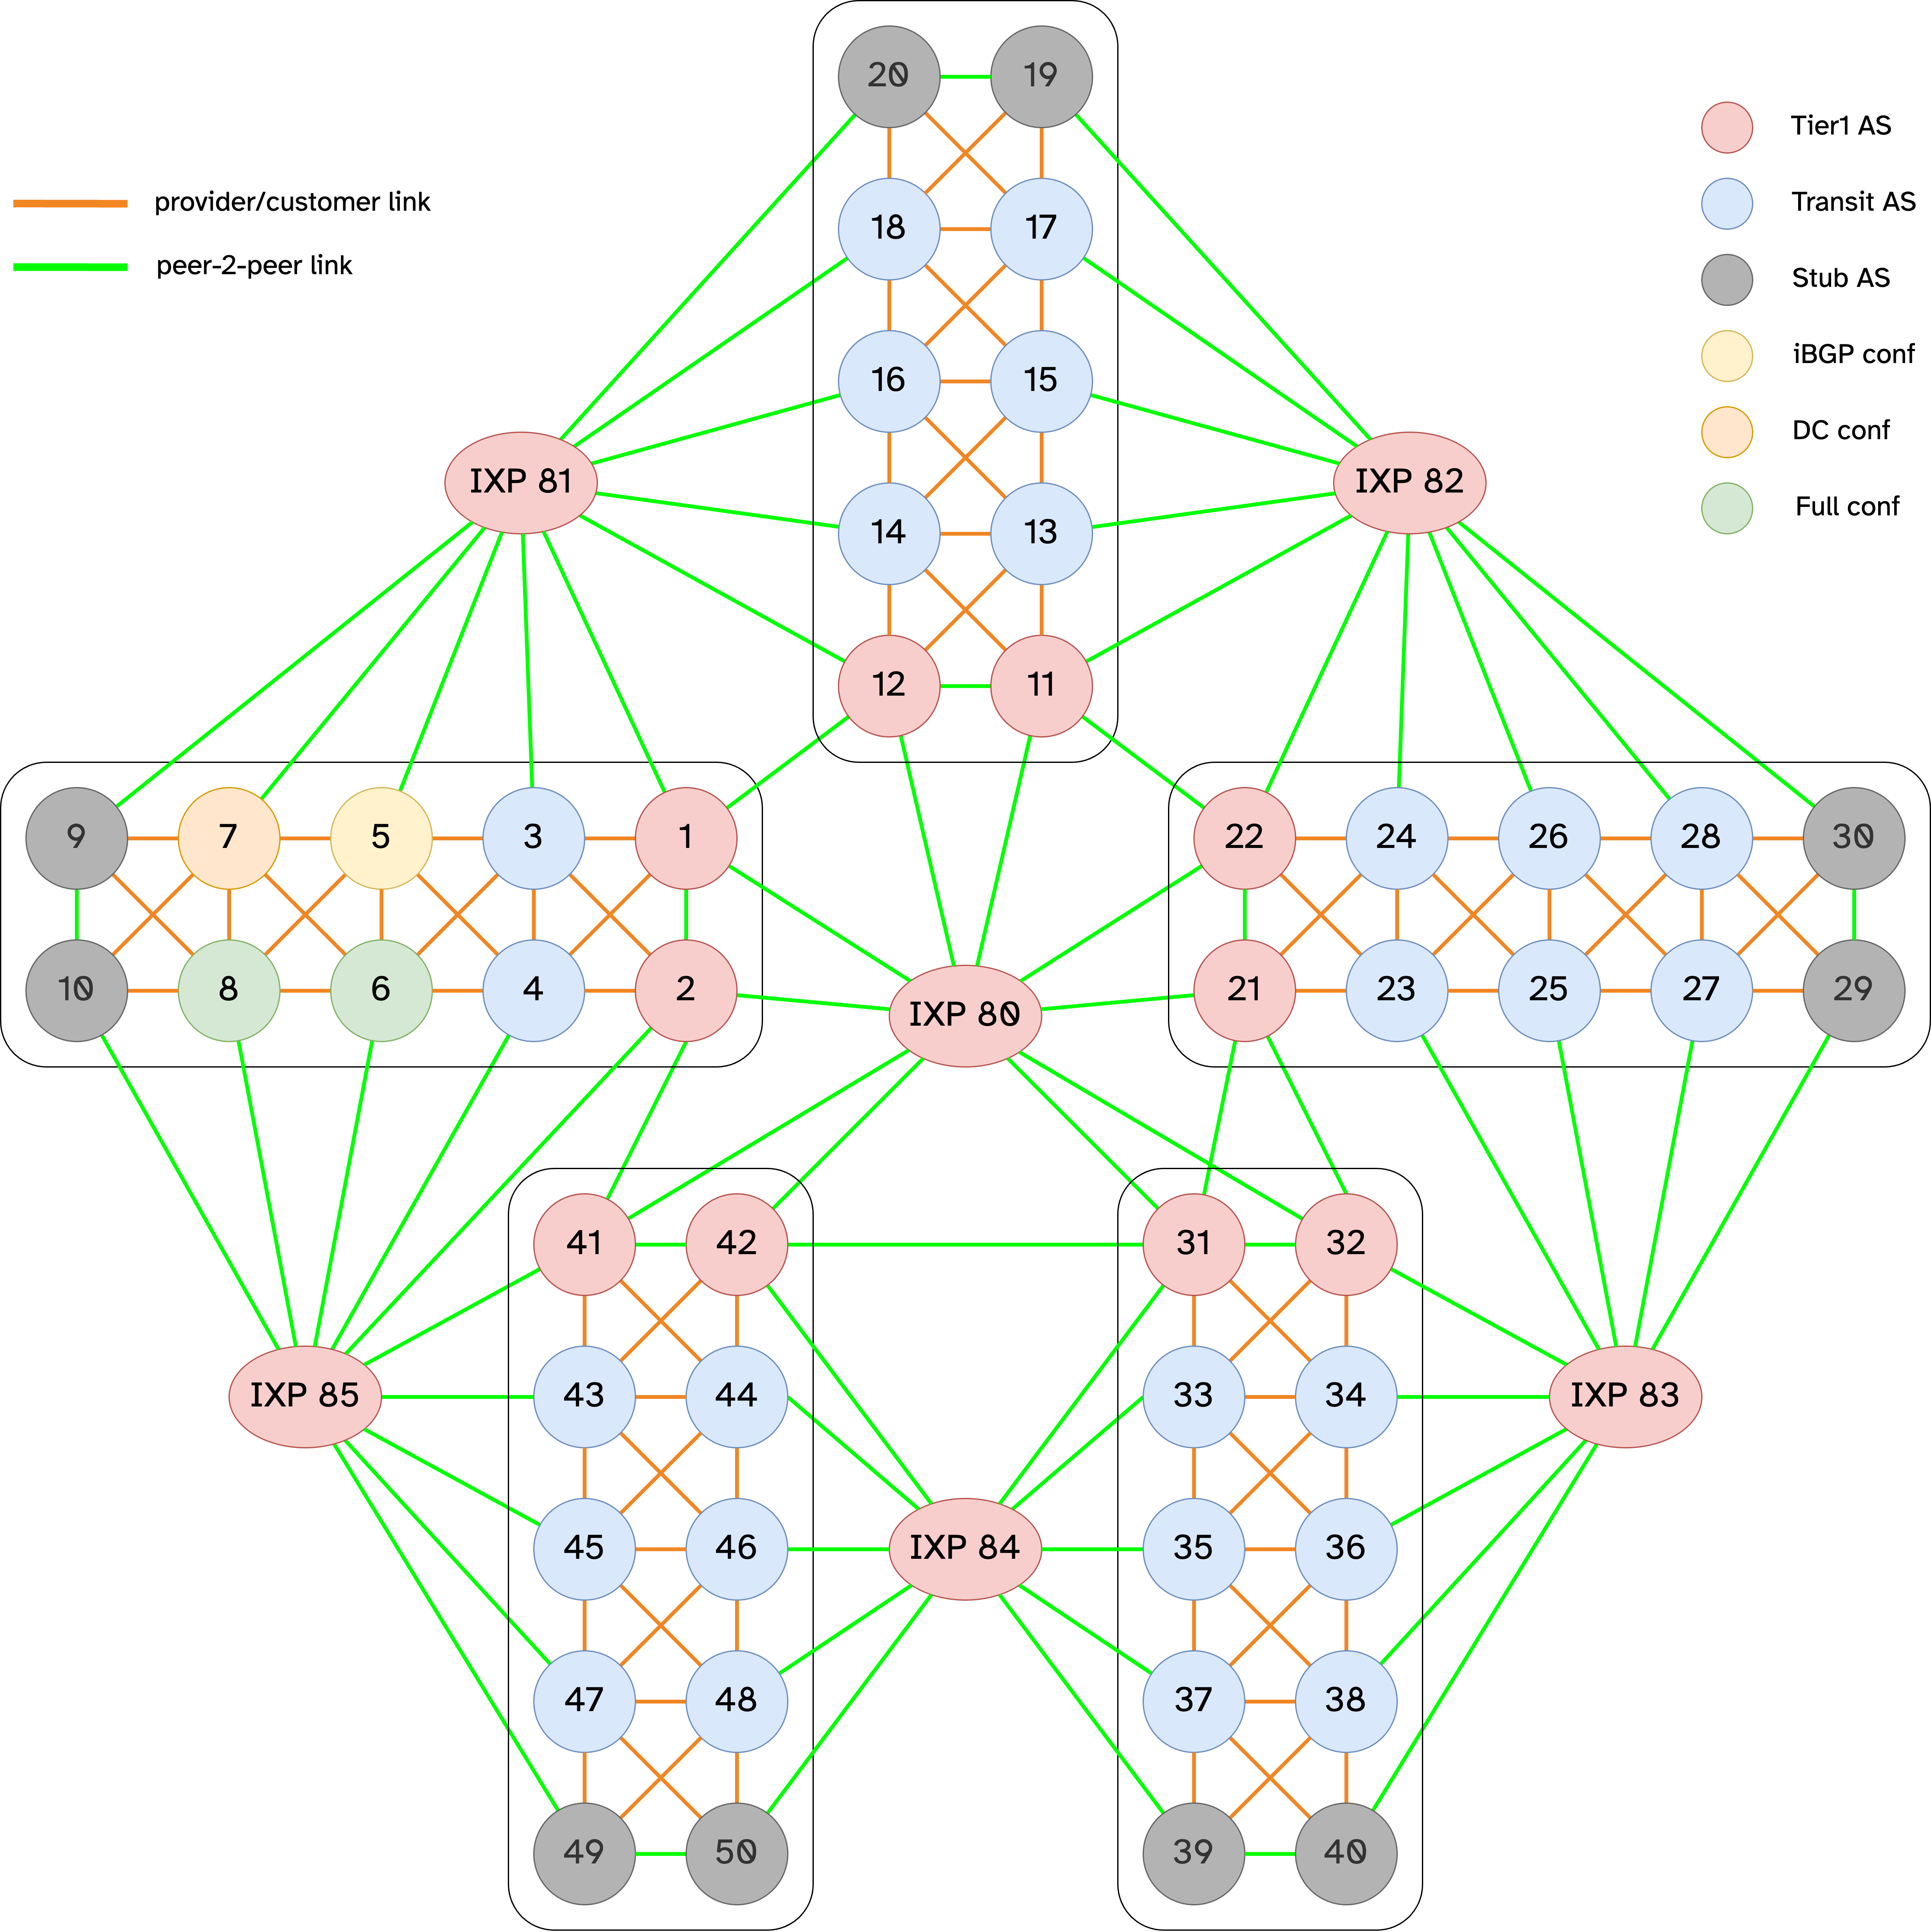 20 19
Tier1 AS
provider/customer link
18 17
Transit AS
peer-2-peer link
Stub AS
16 15
iBGP conf
DC conf
IXP 81
IXP 82
Full conf
14 13
12 11
9 7 5 3 1
22 24 26 28 30
10 8 6 4 2
IXP 80
21 23 25 27 29
41 42
31 32
IXP 85
43 44
33 34
IXP 83
45 46
IXP 84
35 36
47 48
37 38
49 50
39 40